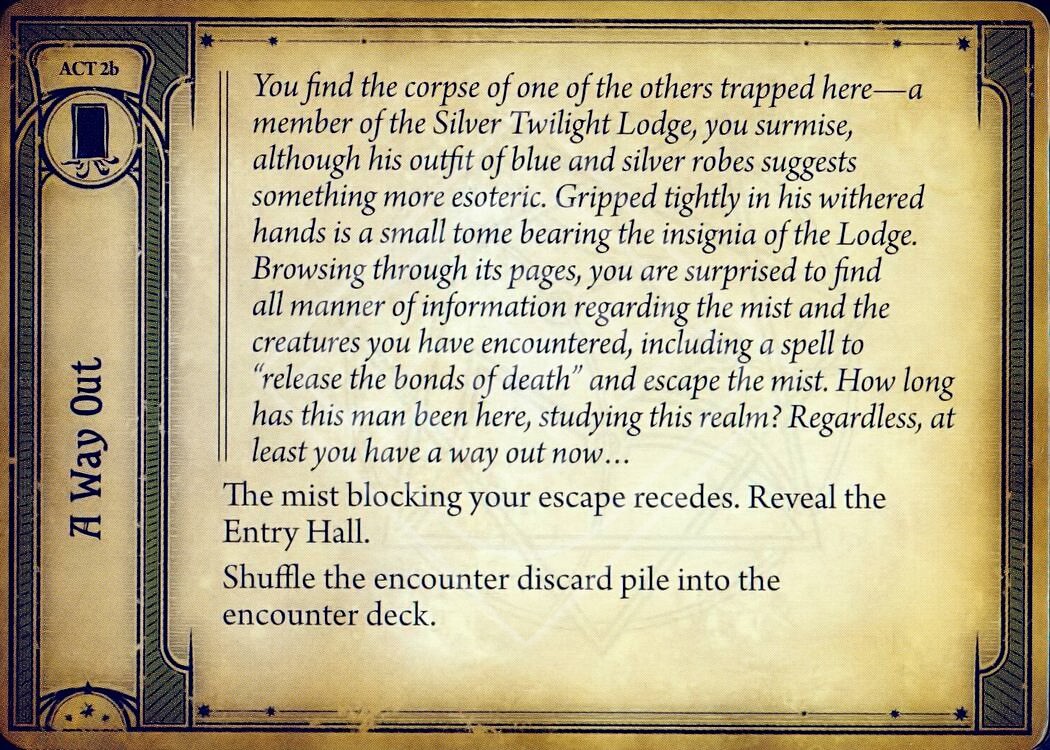 ACT 2b
A Way Out
You find the corpse of one of the others trapped here—a
member of the Silver Twilight Lodge, you surmise,
although his outfit of blue and silver robes suggests
something more esoteric. Gripped tightly in his withered
hands is a small tome bearing the insignia of the Lodge.
Browsing through its pages, you are surprised to find
all manner of information regarding the mist and the
creatures you have encountered, including a spell to
“release the bonds of death” and escape the mist. How long
has this man been here, studying this realm? Regardless, at
least you have a way out now…
The mist blocking your escape recedes. Reveal the
Entry Hall.
Shuffle the encounter discard pile into the
encounter deck.